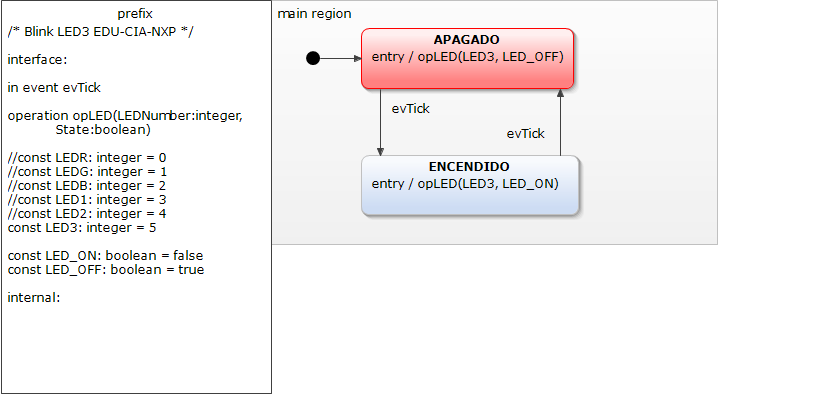 prefix
/* Blink LED3 EDU-CIA-NXP */
interface:
in event evTick
operation opLED(LEDNumber:integer,
State:boolean)
//const LEDR: integer = 0
//const LEDG: integer = 1
//const LEDB: integer = 2
//const LED1: integer = 3
//const LED2: integer = 4
const LED3: integer = 5
const LED_ON: boolean = false
const LED_OFF: boolean = true
internal:
main region
APAGADO
entry / opLED(LED3, LED_OFF)
evTick
evTick
ENCENDIDO
entry / opLED(LED3, LED_ON)